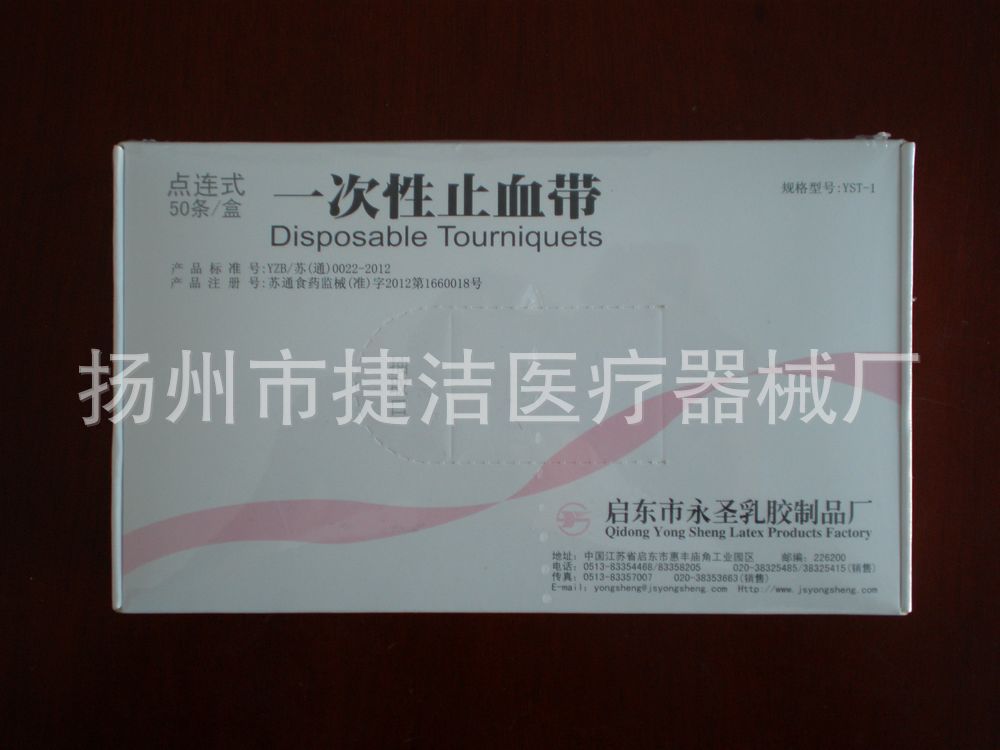 点连式
50条/盒
一次性止血带
Disposable Tourniquets
规格型号:YST-1
产品标准号:YZB/苏(通)0022-2012
产品注册号:苏通食药监械(准)字2012第1660018号
扬州市捷洁医疗器械厂
启东市永圣乳胶制品厂
Qidong Yong Sheng Latex Products Factory
地址: 中国江苏省启东市惠丰庙角工业园区 邮编: 226200
电话: 0513-83354468/83358205 020-38325485/38325415(销售)
传真: 0513-83357007 020-38353663(销售)
E-mail: yongsheng@jsyongsheng.com Http://www.jsyongsheng.com